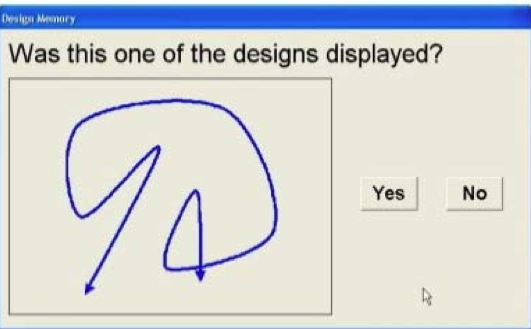 Design Memory
Was this one of the designs displayed?
Yes
No